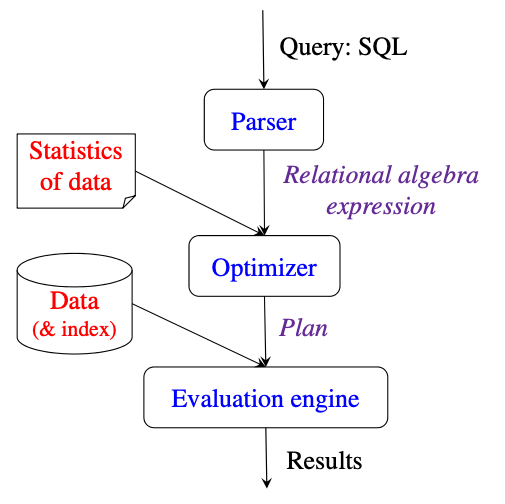 Query: SQL
Parser
Statistics
of data
Relational algebra
expression
Optimizer
Data
(& index)
Plan
Evaluation engine
Results